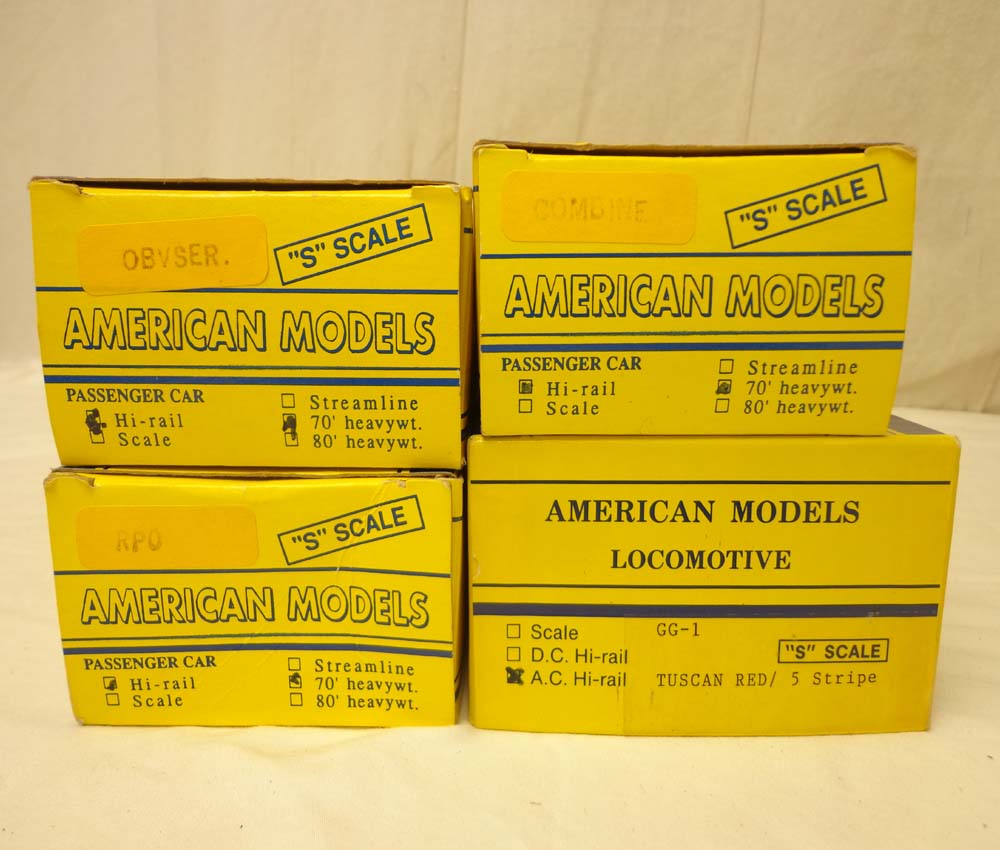 OBVSER.
"S" SCALE
AMERICAN MODELS
PASSENGER CAR
Hi-rail
Scale
Streamline
70' heavywt.
80' heavywt.
COMBINE
"S" SCALE
AMERICAN MODELS
PASSENGER CAR
Hi-rail
Scale
Streamline
70' heavywt.
80' heavywt.
RPO
"S" SCALE
AMERICAN MODELS
PASSENGER CAR
Hi-rail
Scale
Streamline
70' heavywt.
80' heavywt.
AMERICAN MODELS
LOCOMOTIVE
Scale
D.C. Hi-rail
A.C. Hi-rail
GG-1
"S" SCALE
TUSCAN RED/ 5 Stripe